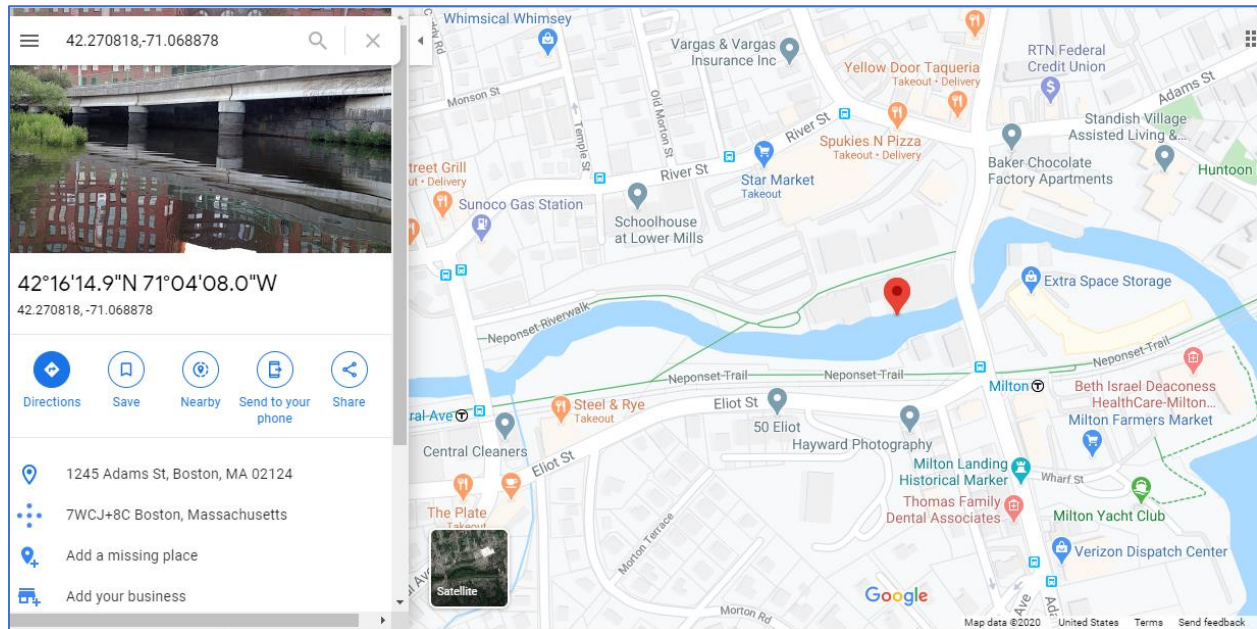 42.270818,-71.068878
42°16'14.9"N 71°04'08.0"W
42.270818, -71.068878
Directions
Save
Nearby
Send to your
phone
Share
1245 Adams St, Boston, MA 02124
7WCJ+8C Boston, Massachusetts
Add a missing place
Add your business
Whimsical Whimsey
Vargas & Vargas
Insurance Inc
RTN Federal
Credit Union
Yellow Door Taqueria
Takeout • Delivery
Adams St
Monson St
Old Morton St
Temple St
River St
Spukies N Pizza
Takeout • Delivery
Standish Village
Assisted Living &...
Baker Chocolate
Factory Apartments
Huntoon
Star Market
Takeout
River St
Sunoco Gas Station
Schoolhouse
at Lower Mills
Extra Space Storage
Neponset-Riverwalk
Neponset-Trail
Neponset-Trail
Neponset-Trail
Milton
Beth Israel Deaconess
HealthCare-Milton...
Steel & Rye
Takeout
Eliot St
50 Eliot
Hayward Photography
Milton Farmers Market
Central Cleaners
Eliot St
Milton Landing
Historical Marker
Wharf St
The Plate
Takeout
Thomas Family
Dental Associates
Milton Yacht Club
Morton Terrace
Verizon Dispatch Center
Satellite
Google
Morton Rd
Map data ©2020
United States
Terms
Send feedback